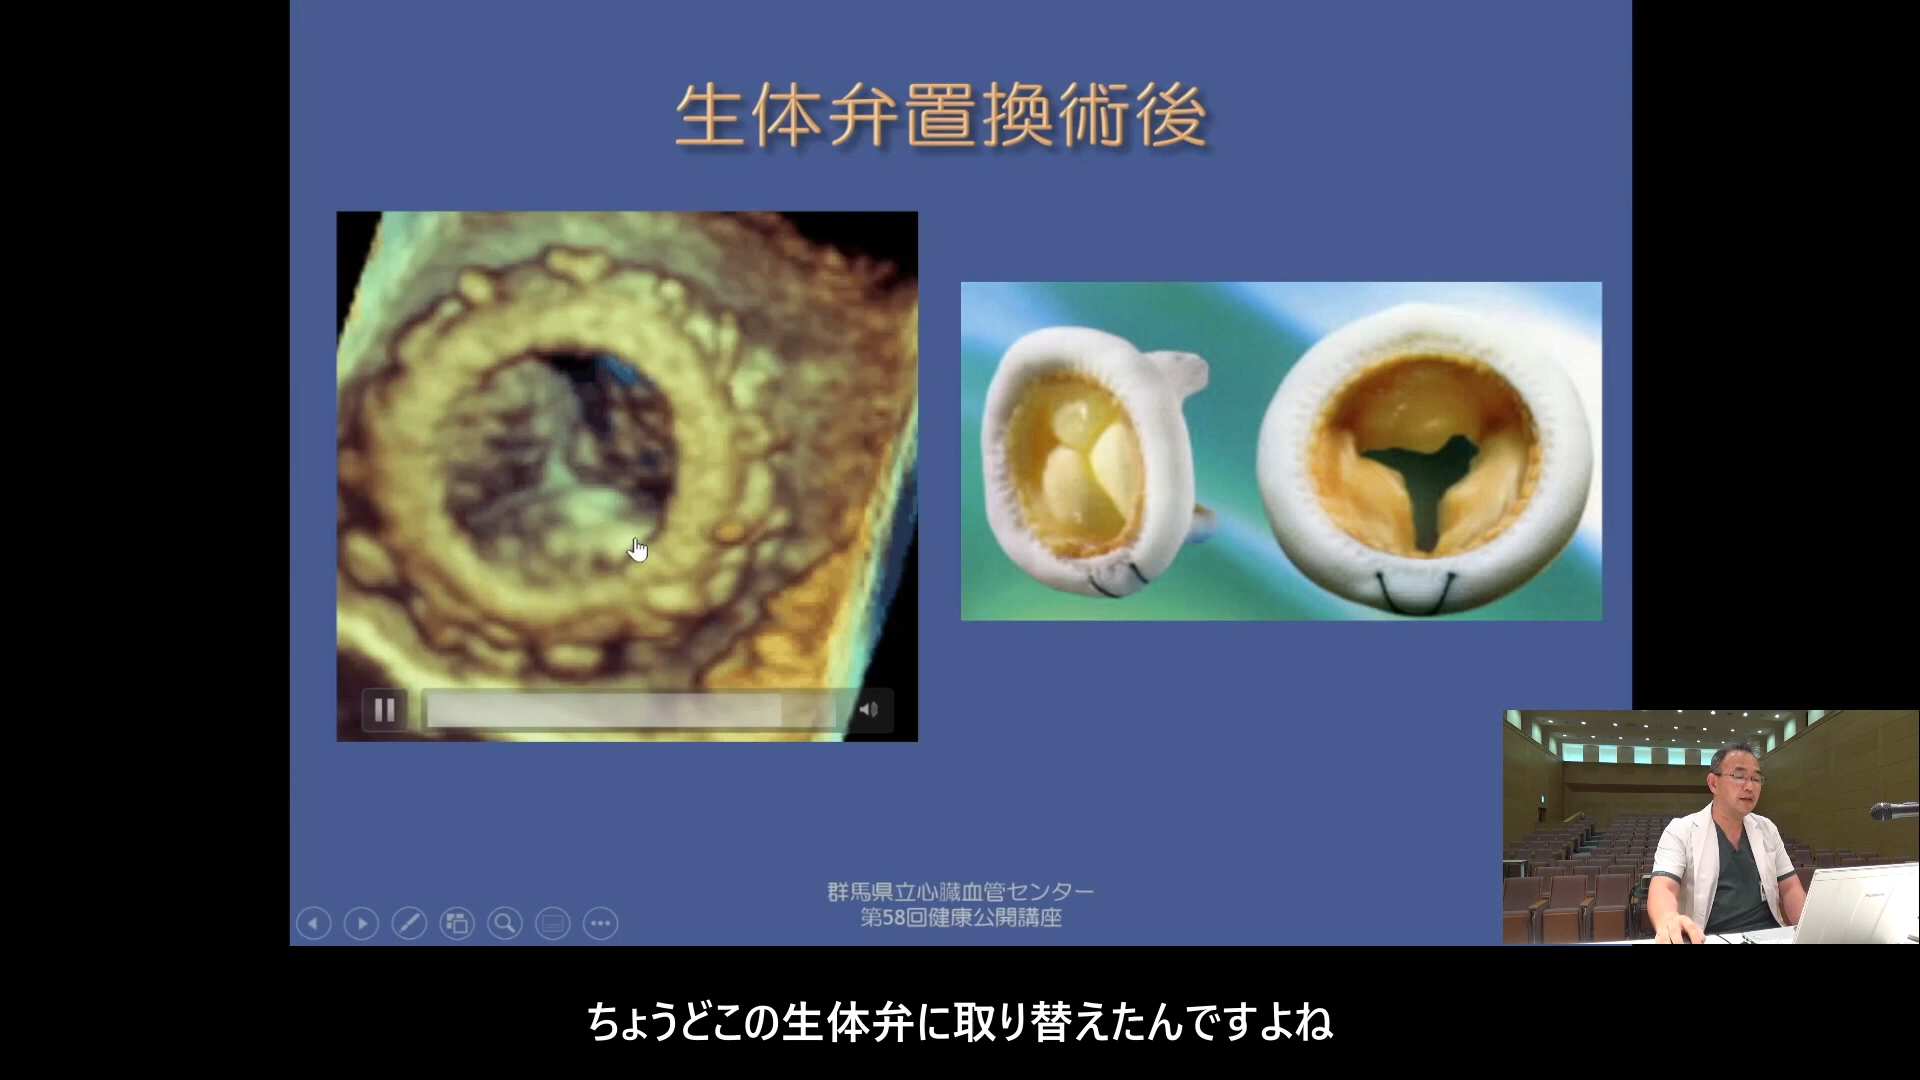 生体弁置換術後
群馬県立心臓血管センター
第58回健康公開講座
ちょうどこの生体弁に取り替えたんですよね